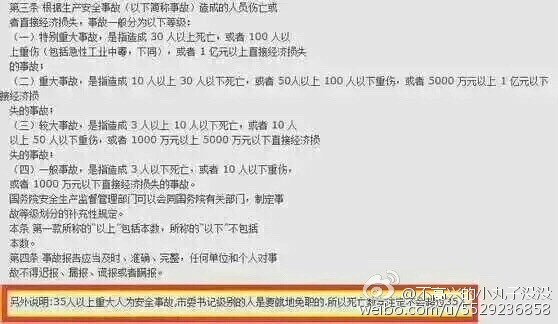 第三条 根据生产安全事故（以下简称事故）造成的人员伤亡或
者直接经济损失，事故一般分为以下等级：
（一）特别重大事故，是指造成 30 人以上死亡，或者 100 人以
上重伤（包括急性工业中毒，下同），或者 1 亿元以上直接经济损失
的事故：
（二）重大事故，是指造成 10 人以上 30 人以下死亡，或者 50人以上 100 人以下重伤，或者 5000 万元以上 1 亿元以下
接经济损
失的事故：
（三）较大事故，是指造成 3 人以上 10 人以下死亡，或者 10 人
以上 50 人以下重伤，或者 1000 万元以上 5000 万元以下直接经济损
失的事故：
（四）一般事故，是指造成 3 人以下死亡，或者 10 人以下重伤，
或者 1000 万元以下直接经济损失的事故。
国务院安全生产监督管理部门可以会同国务院有关部门，制定事
故等级划分的补充性规定。
本条 第一款所称的“以上”包括本数，所称的“以下”不包括
本数。
第四条 事故报告应当及时、准确、完整，任何单位和个人对事
故不得迟报、漏报、谎报或者瞒报。
另外说明:35人以上重大人为安全事故,市委书记级别的人是要就地免职的.所以死亡数字注定不会超过35人
的小丸子
weibo.com/u/5529236858